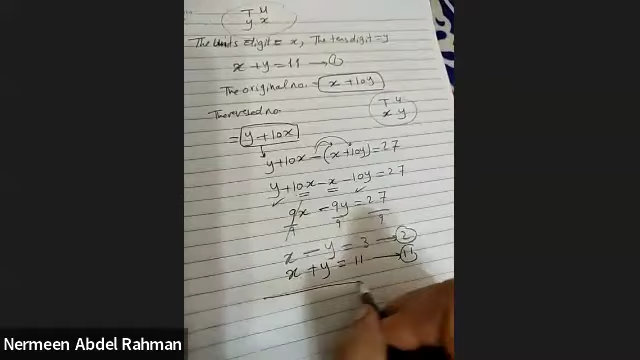 T U
y x
The units digit = x, The tens digit = y
x + y = 11 → 1
The original no. = x + 10y
The reversed no.
T U
x y
= y + 10x
y + 10x - (x + 10y) = 27
y + 10x - x - 10y = 27
9x - 9y = 27
9 9 9
x - y = 3 → 2
x + y = 11 → 1
Nermeen Abdel Rahman